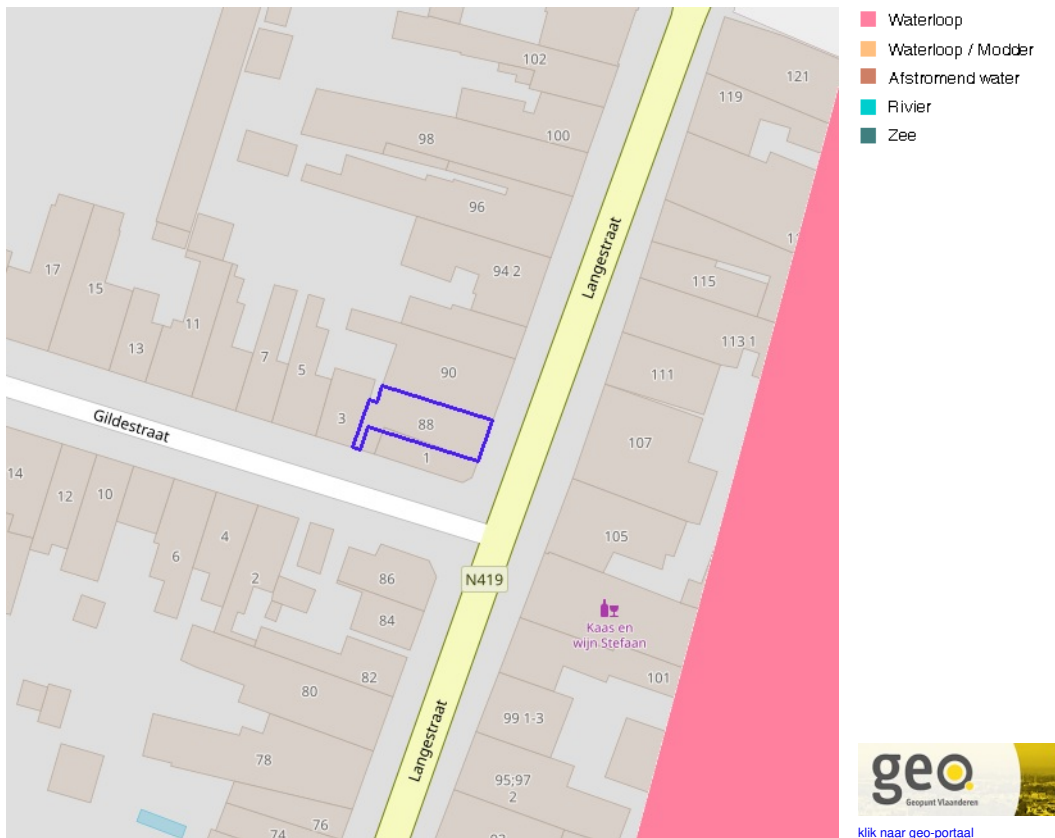 Waterloop
Waterloop / Modder
Afstromend water
Rivier
Zee
102
121
119
100
98
96
Langestraat
94 2
115
17
15
13
11
7
5
3
113 1
90
111
88
Gildestraat
1
107
14
12
10
6
4
2
105
86
N419
84
Kaas en
wijn Stefaan
82
101
80
99 1-3
78
Langestraat
95;97
2
76
74
geo.
Geopunt Vlaanderen
klik naar geo-portaal